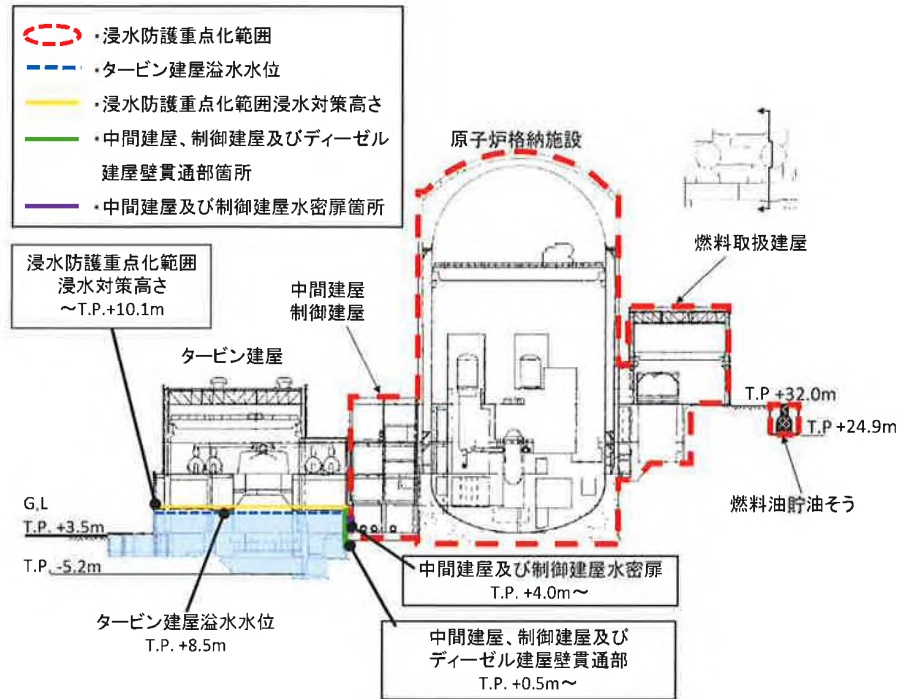 ・浸水防護重点化範囲
・タービン建屋溢水水位
・浸水防護重点化範囲浸水対策高さ
・中間建屋、制御建屋及びディーゼル
建屋壁貫通部箇所
・中間建屋及び制御建屋水密扉箇所
原子炉格納施設
燃料取扱建屋
浸水防護重点化範囲
浸水対策高さ
～T.P.+10.1m
中間建屋
制御建屋
タービン建屋
T.P +32.0m
T.P +24.9m
燃料油貯油そう
G.L
T.P. +3.5m
T.P. -5.2m
中間建屋及び制御建屋水密扉
T.P. +4.0m～
タービン建屋溢水水位
T.P. +8.5m
中間建屋、制御建屋及び
ディーゼル建屋壁貫通部
T.P. +0.5m～